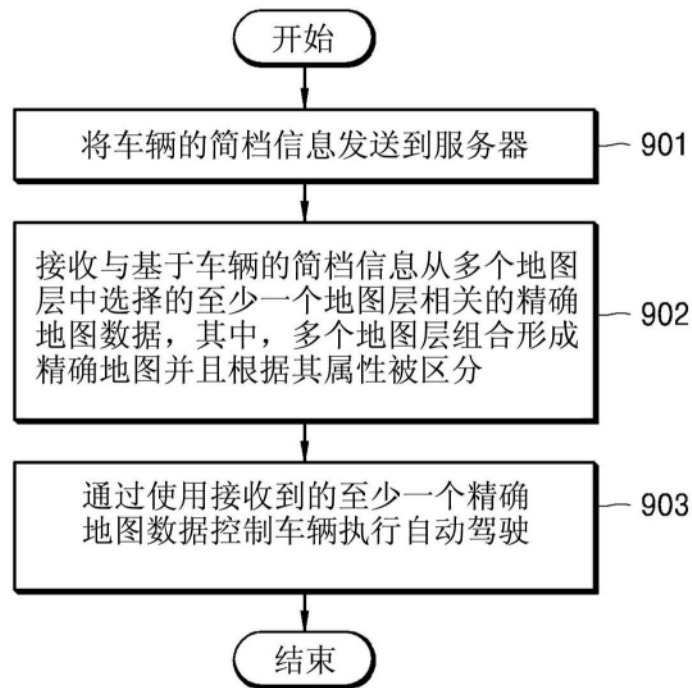 开始
将车辆的简档信息发送到服务器
901
接收与基于车辆的简档信息从多个地图
层中选择的至少一个地图层相关的精确
地图数据，其中，多个地图层组合形成
精确地图并且根据其属性被区分
902
通过使用接收到的至少一个精确
地图数据控制车辆执行自动驾驶
903
结束